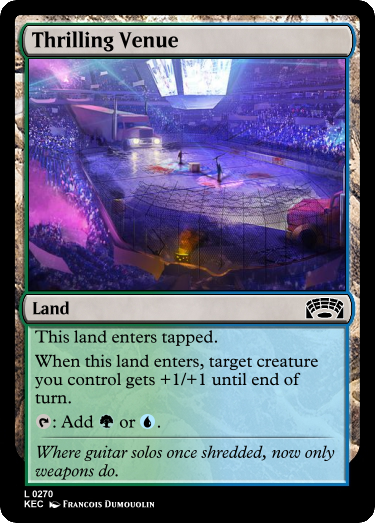 Thrilling Venue
Land
This land enters tapped.
When this land enters, target creature
you control gets +1/+1 until end of
turn.
: Add or .
Where guitar solos once shredded, now only
weapons do.
L 0270
KEC Francois Dumouolin